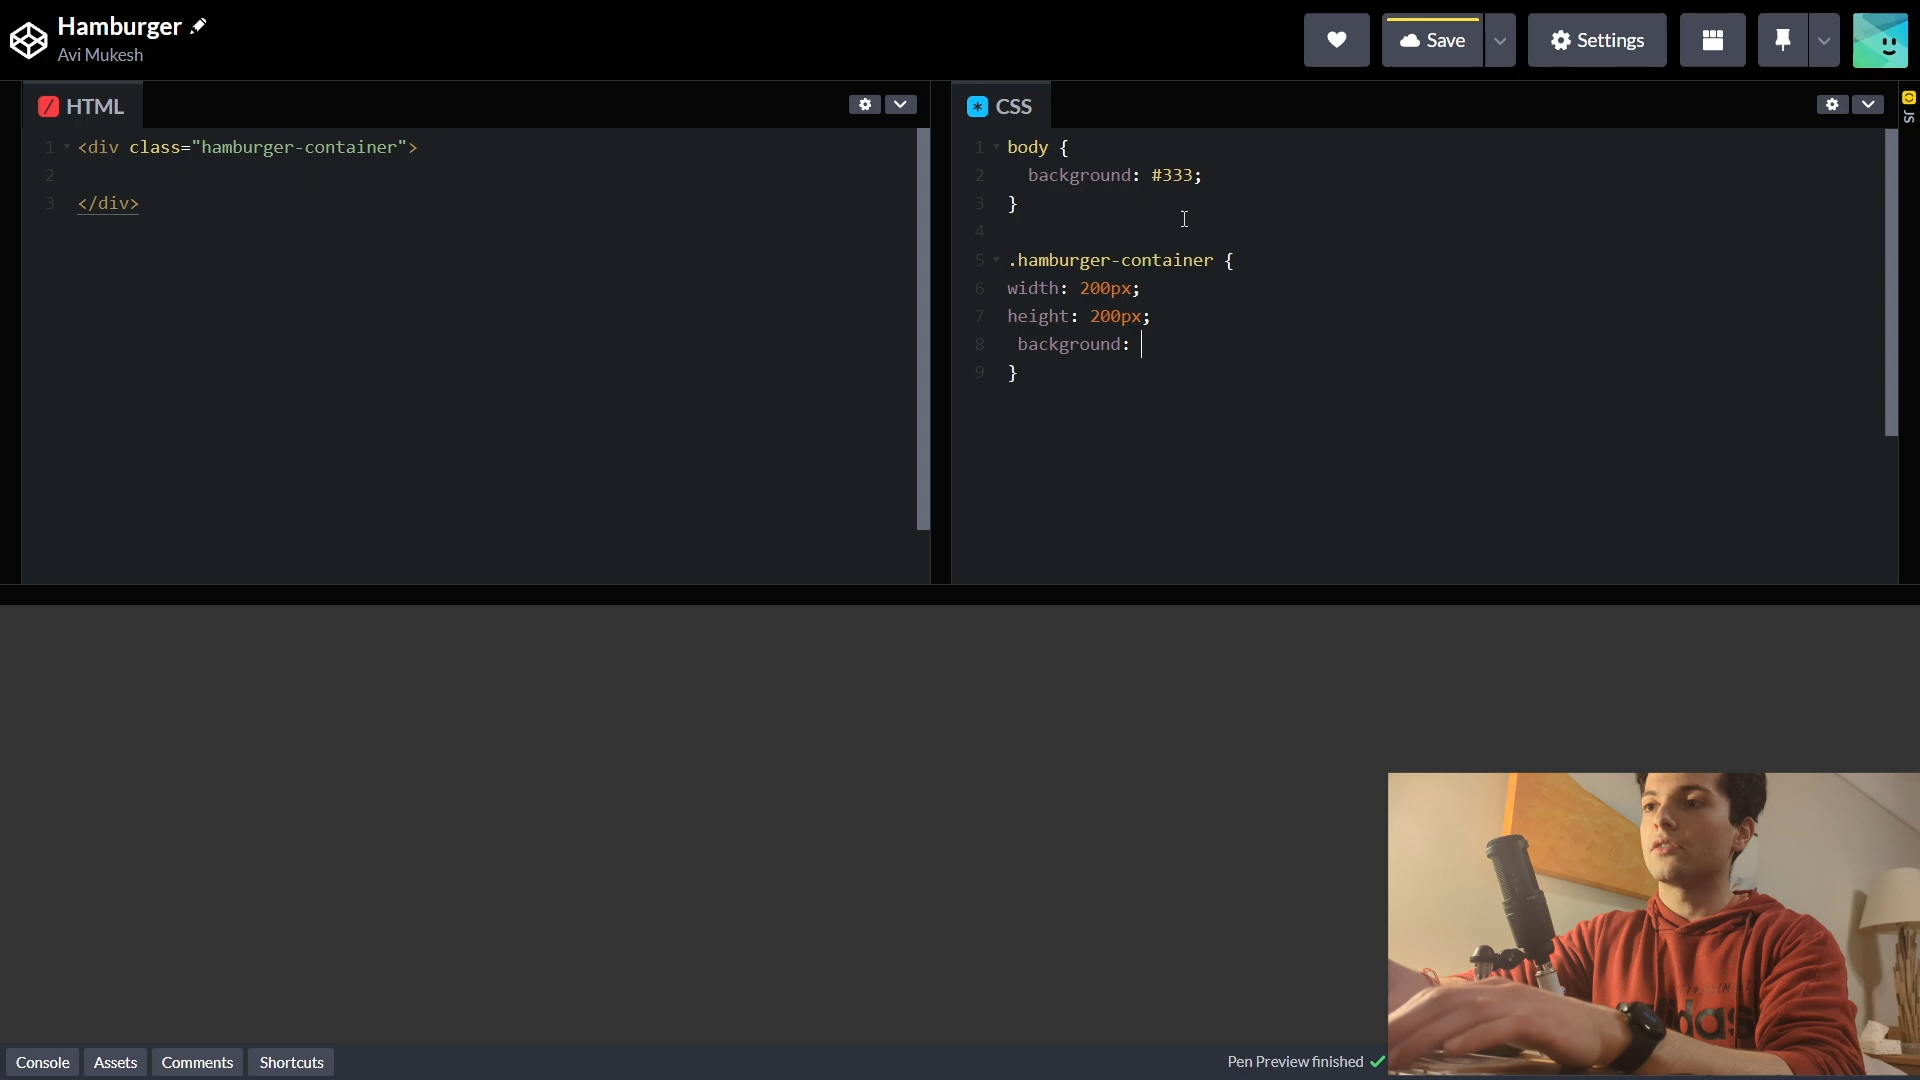 Hamburger
Avi Mukesh
Save
Settings
HTML
CSS
JS
1 <div class="hamburger-container">
2
3 </div>
1 body {
2 background: #333;
3 }
4
5 .hamburger-container {
6 width: 200px;
7 height: 200px;
8 background:
9 }
Console
Assets
Comments
Shortcuts
Pen Preview finished